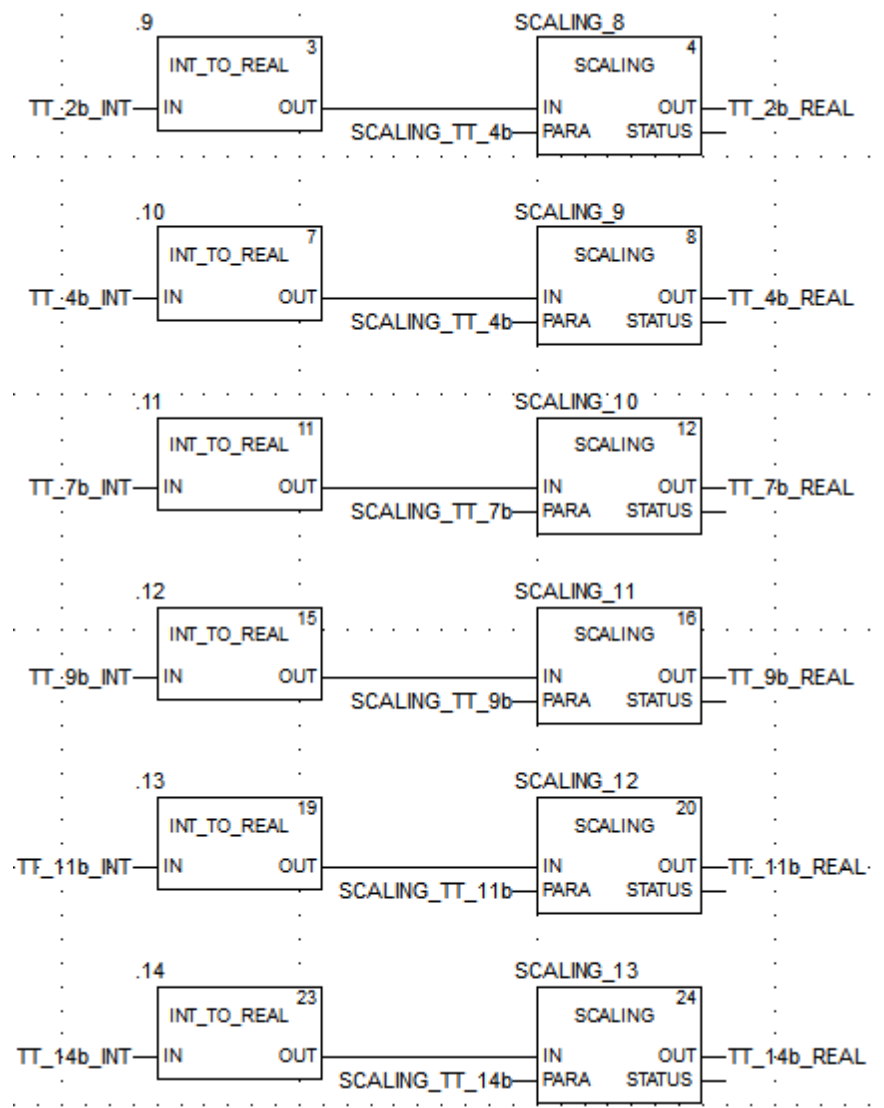 .9 SCALING_8
3 4
INT_TO_REAL SCALING
TT_2b_INT IN OUT IN OUT TT_2b_REAL
SCALING_TT_4b PARA STATUS
.10 SCALING_9
7 8
INT_TO_REAL SCALING
TT_4b_INT IN OUT IN OUT TT_4b_REAL
SCALING_TT_4b PARA STATUS
.11 SCALING_10
11 12
INT_TO_REAL SCALING
TT_7b_INT IN OUT IN OUT TT_7b_REAL
SCALING_TT_7b PARA STATUS
.12 SCALING_11
15 16
INT_TO_REAL SCALING
TT_9b_INT IN OUT IN OUT TT_9b_REAL
SCALING_TT_9b PARA STATUS
.13 SCALING_12
19 20
INT_TO_REAL SCALING
TT_11b_INT IN OUT IN OUT TT_11b_REAL
SCALING_TT_11b PARA STATUS
.14 SCALING_13
23 24
INT_TO_REAL SCALING
TT_14b_INT IN OUT IN OUT TT_14b_REAL
SCALING_TT_14b PARA STATUS